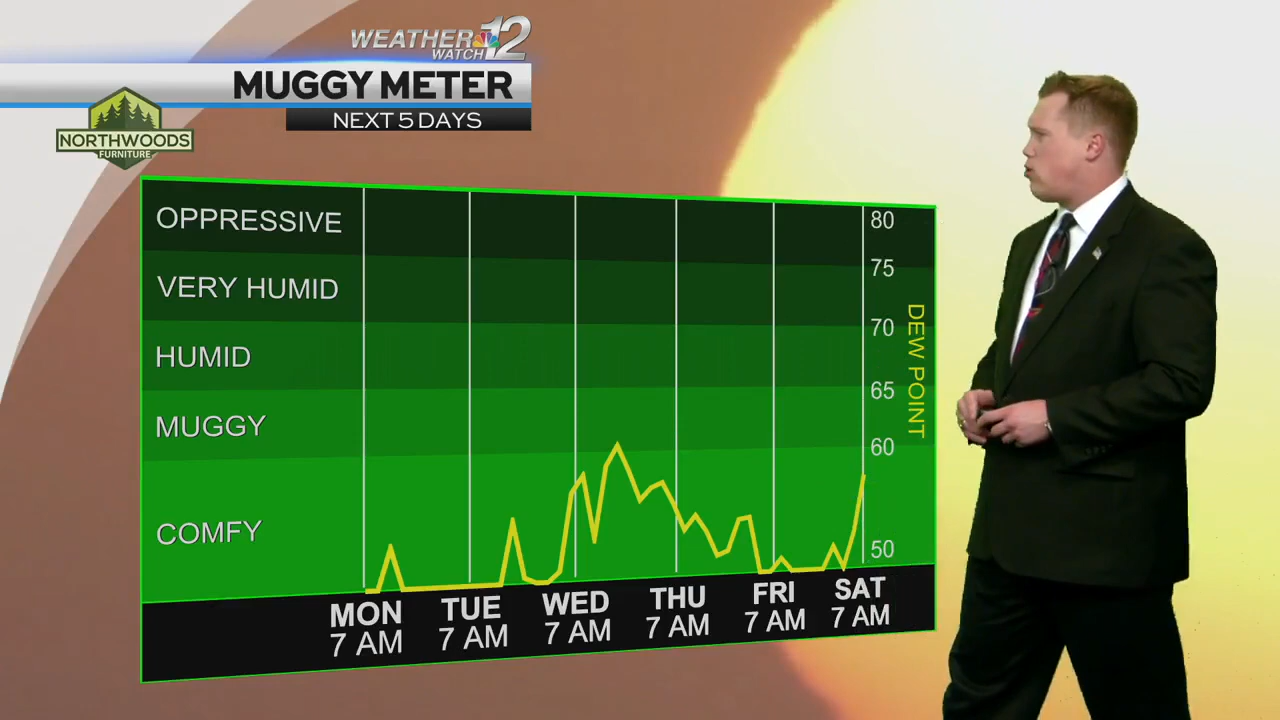 WEATHER
WATCH 12
MUGGY METER
NEXT 5 DAYS
NORTHWOODS
FURNITURE
OPPRESSIVE
VERY HUMID
HUMID
MUGGY
COMFY
80
75
70
65
60
50
DEW POINT
MON
7 AM
TUE
7 AM
WED
7 AM
THU
7 AM
FRI
7 AM
SAT
7 AM